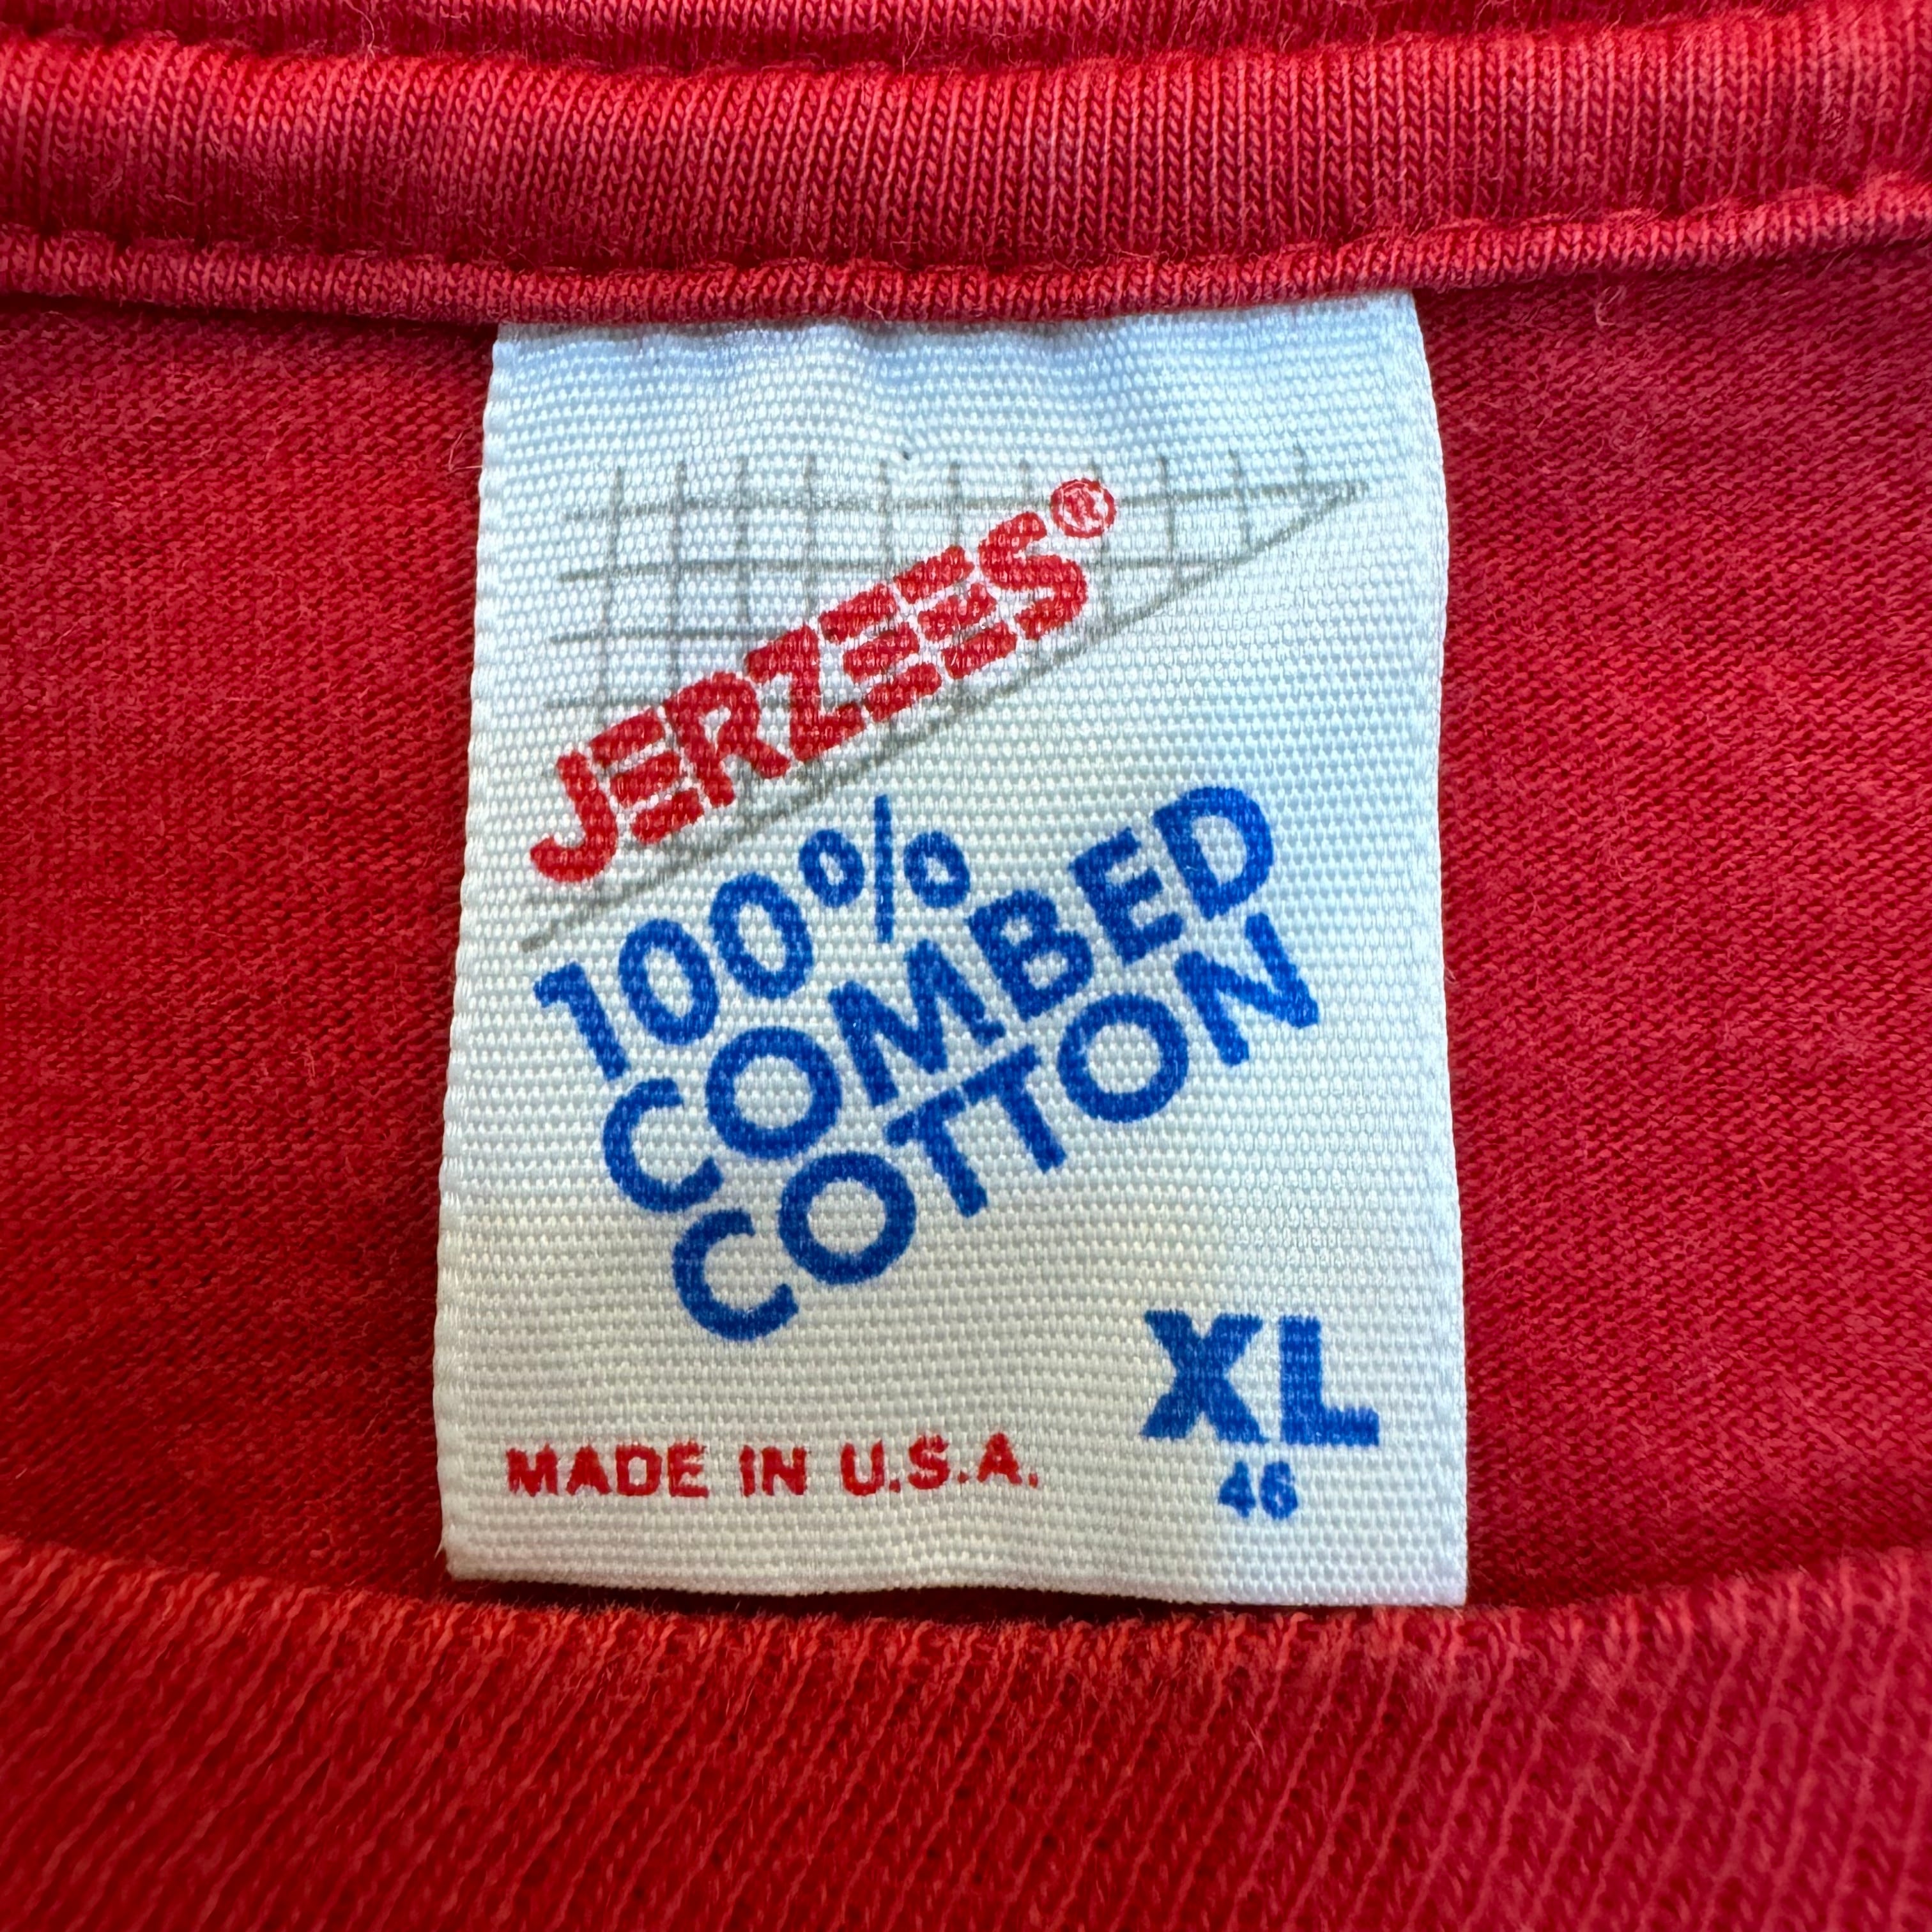 JERZEES®
100%
COMBED
COTTON
XL
46
MADE IN U.S.A.